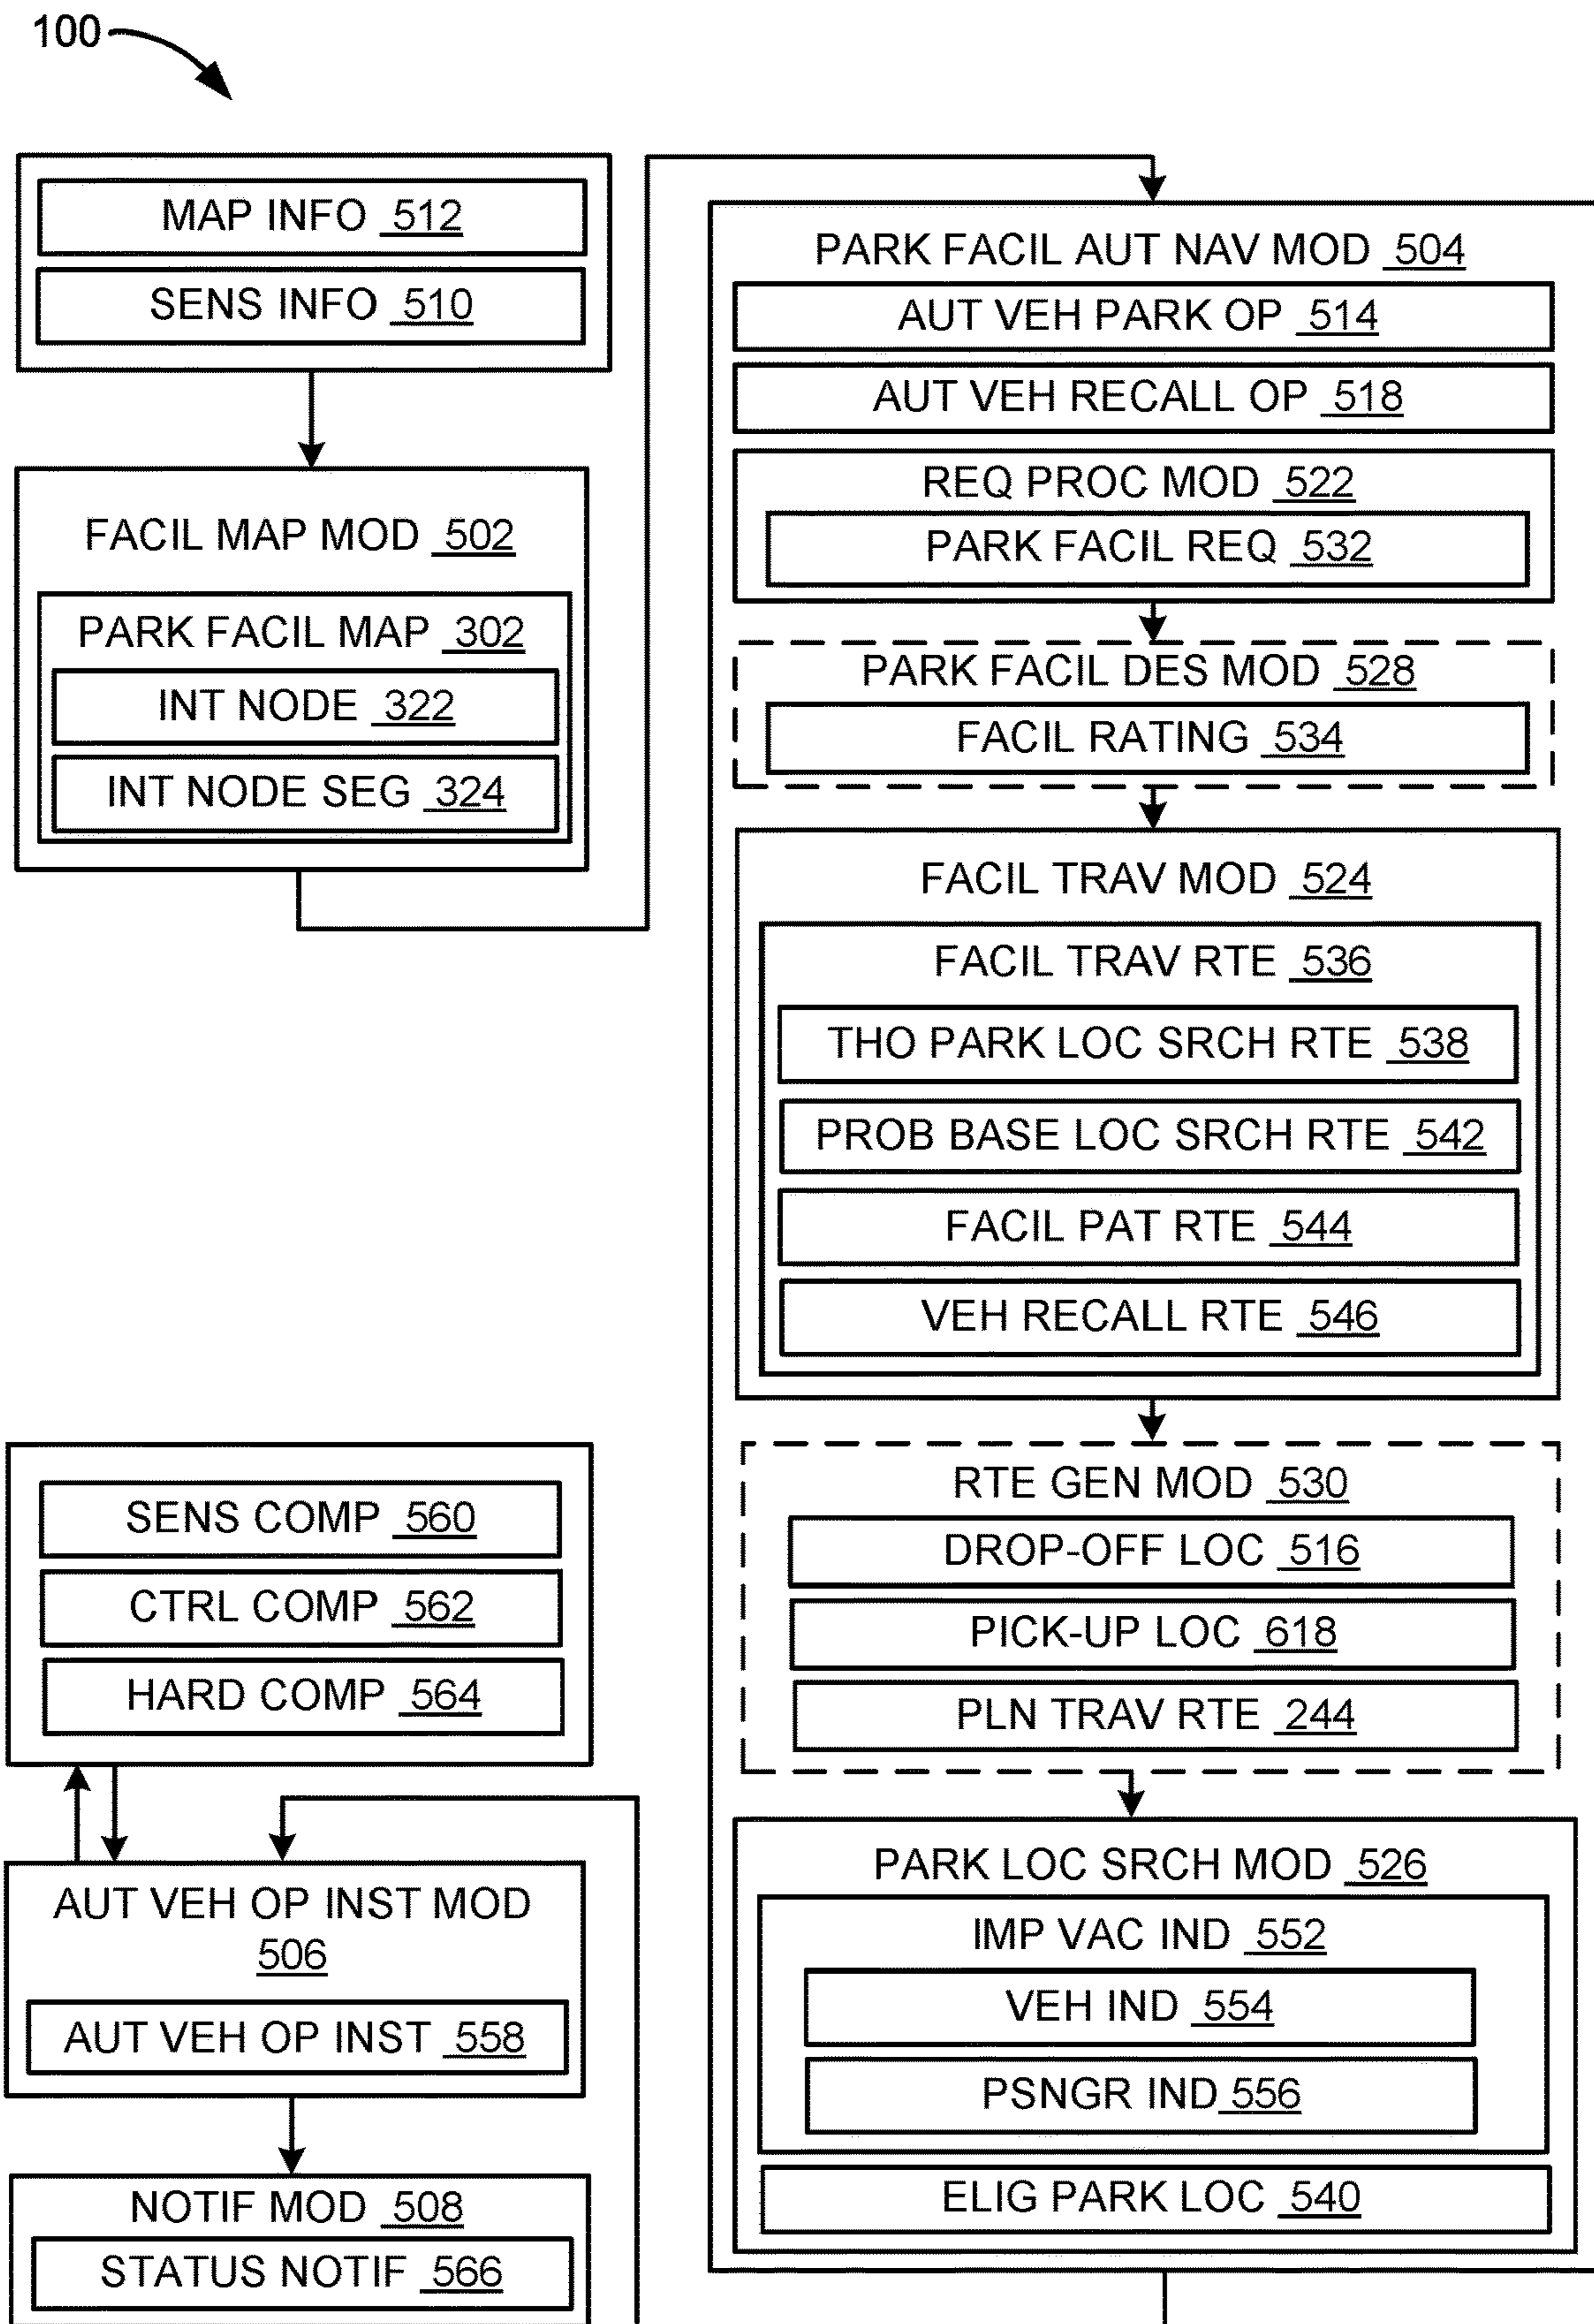 100
MAP INFO 512
SENS INFO 510
FACIL MAP MOD 502
PARK FACIL MAP 302
INT NODE 322
INT NODE SEG 324
PARK FACIL AUT NAV MOD 504
AUT VEH PARK OP 514
AUT VEH RECALL OP 518
REQ PROC MOD 522
PARK FACIL REQ 532
PARK FACIL DES MOD 528
FACIL RATING 534
FACIL TRAV MOD 524
FACIL TRAV RTE 536
THO PARK LOC SRCH RTE 538
PROB BASE LOC SRCH RTE 542
FACIL PAT RTE 544
VEH RECALL RTE 546
RTE GEN MOD 530
DROP-OFF LOC 516
PICK-UP LOC 618
PLN TRAV RTE 244
PARK LOC SRCH MOD 526
IMP VAC IND 552
VEH IND 554
PSNGR IND 556
ELIG PARK LOC 540
SENS COMP 560
CTRL COMP 562
HARD COMP 564
AUT VEH OP INST MOD
506
AUT VEH OP INST 558
NOTIF MOD 508
STATUS NOTIF 566